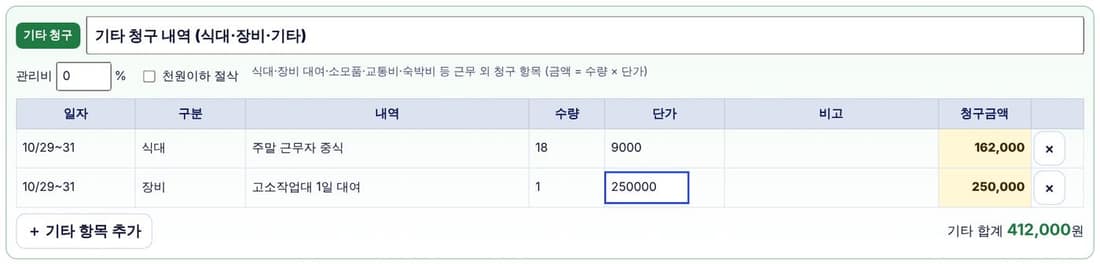 기타 청구 기타 청구 내역 (식대·장비·기타)
관리비 0 % 천원이하 절삭 식대·장비 대여·소모품·교통비·숙박비 등 근무 외 청구 항목 (금액 = 수량 × 단가)
일자 구분 내역 수량 단가 비고 청구금액
10/29~31 식대 주말 근무자 중식 18 9000 162,000 ×
10/29~31 장비 고소작업대 1일 대여 1 250000 250,000 ×
+ 기타 항목 추가 기타 합계 412,000원